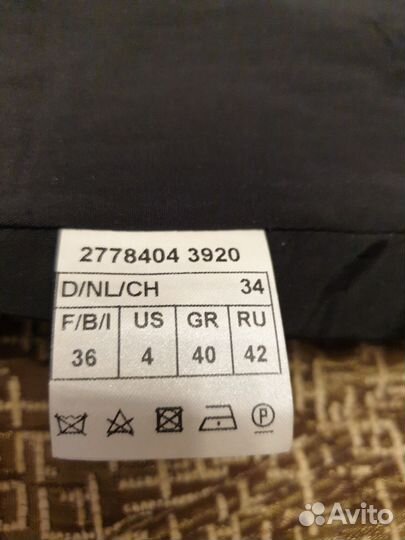 2778404 3920
D/NL/CH 34
F/B/I US GR RU
36 4 40 42
P
Avito